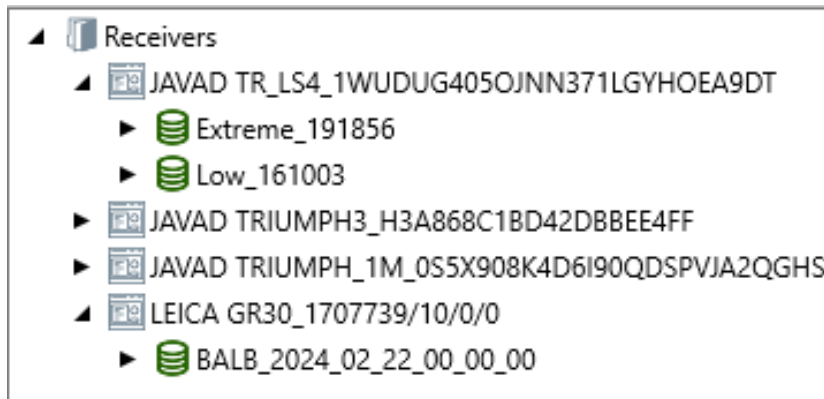 Receivers
JAVAD TR_LS4_1WUDUG405OJNN371LGYHOEA9DT
Extreme_191856
Low_161003
JAVAD TRIUMPH3_H3A868C1BD42DBBEE4FF
JAVAD TRIUMPH_1M_0S5X908K4D6I90QDSPVJA2QGHS
LEICA GR30_1707739/10/0/0
BALB_2024_02_22_00_00_00